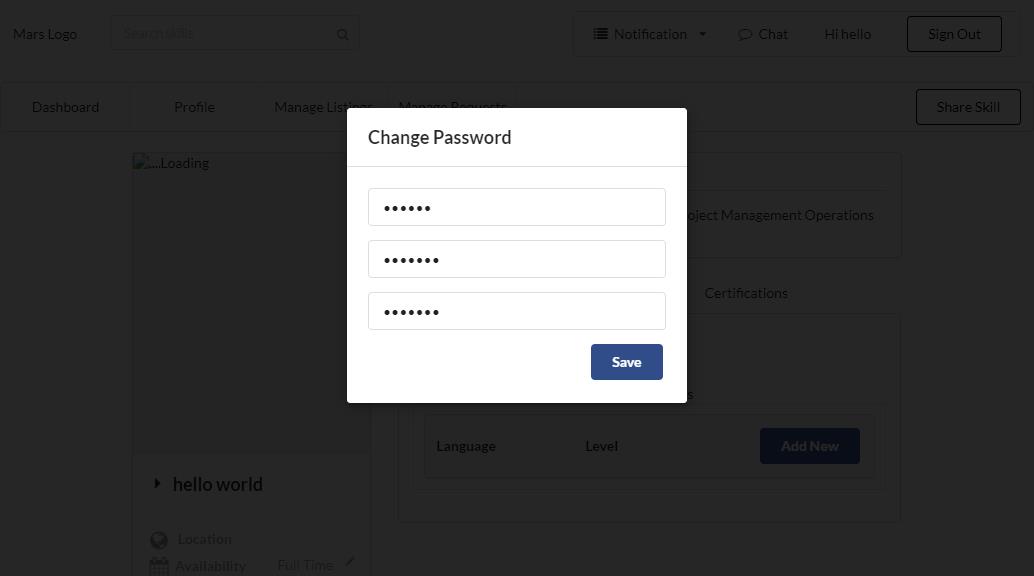 Mars Logo
Search skills
Notification
Chat
Hi hello
Sign Out
Dashboard
Profile
Manage Listings
Manage Requests
Share Skill
Change Password
....Loading
••••••
•••••••
•••••••
Save
Project Management Operations
Certifications
Language
Level
Add New
hello world
Location
Availability
Full Time